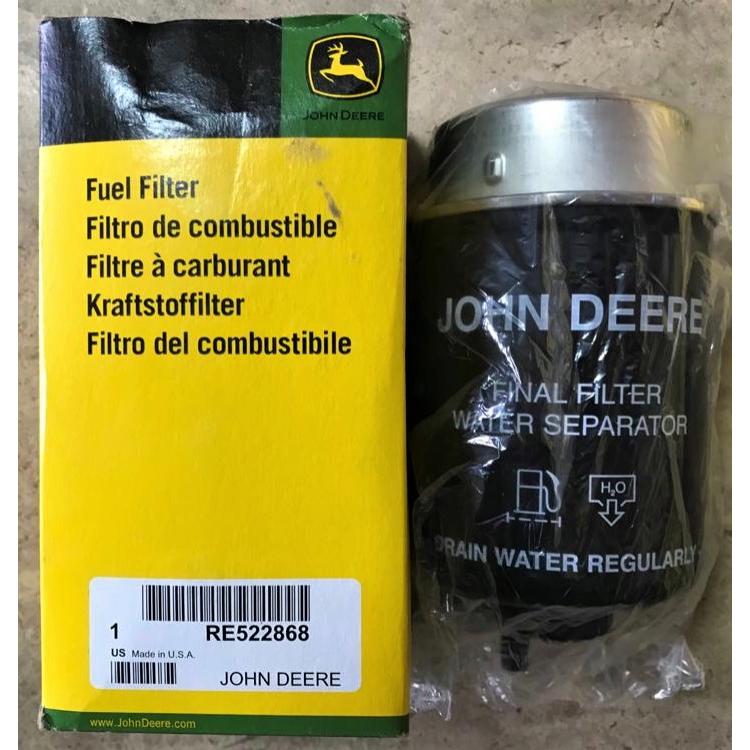 JOHN DEERE
Fuel Filter
Filtro de combustible
Filtre à carburant
Kraftstoffilter
Filtro del combustibile
1 RE522868
US Made in U.S.A.
JOHN DEERE
www.JohnDeere.com
JOHN DEERE
FINAL FILTER
WATER SEPARATOR
H₂O
DRAIN WATER REGULARLY